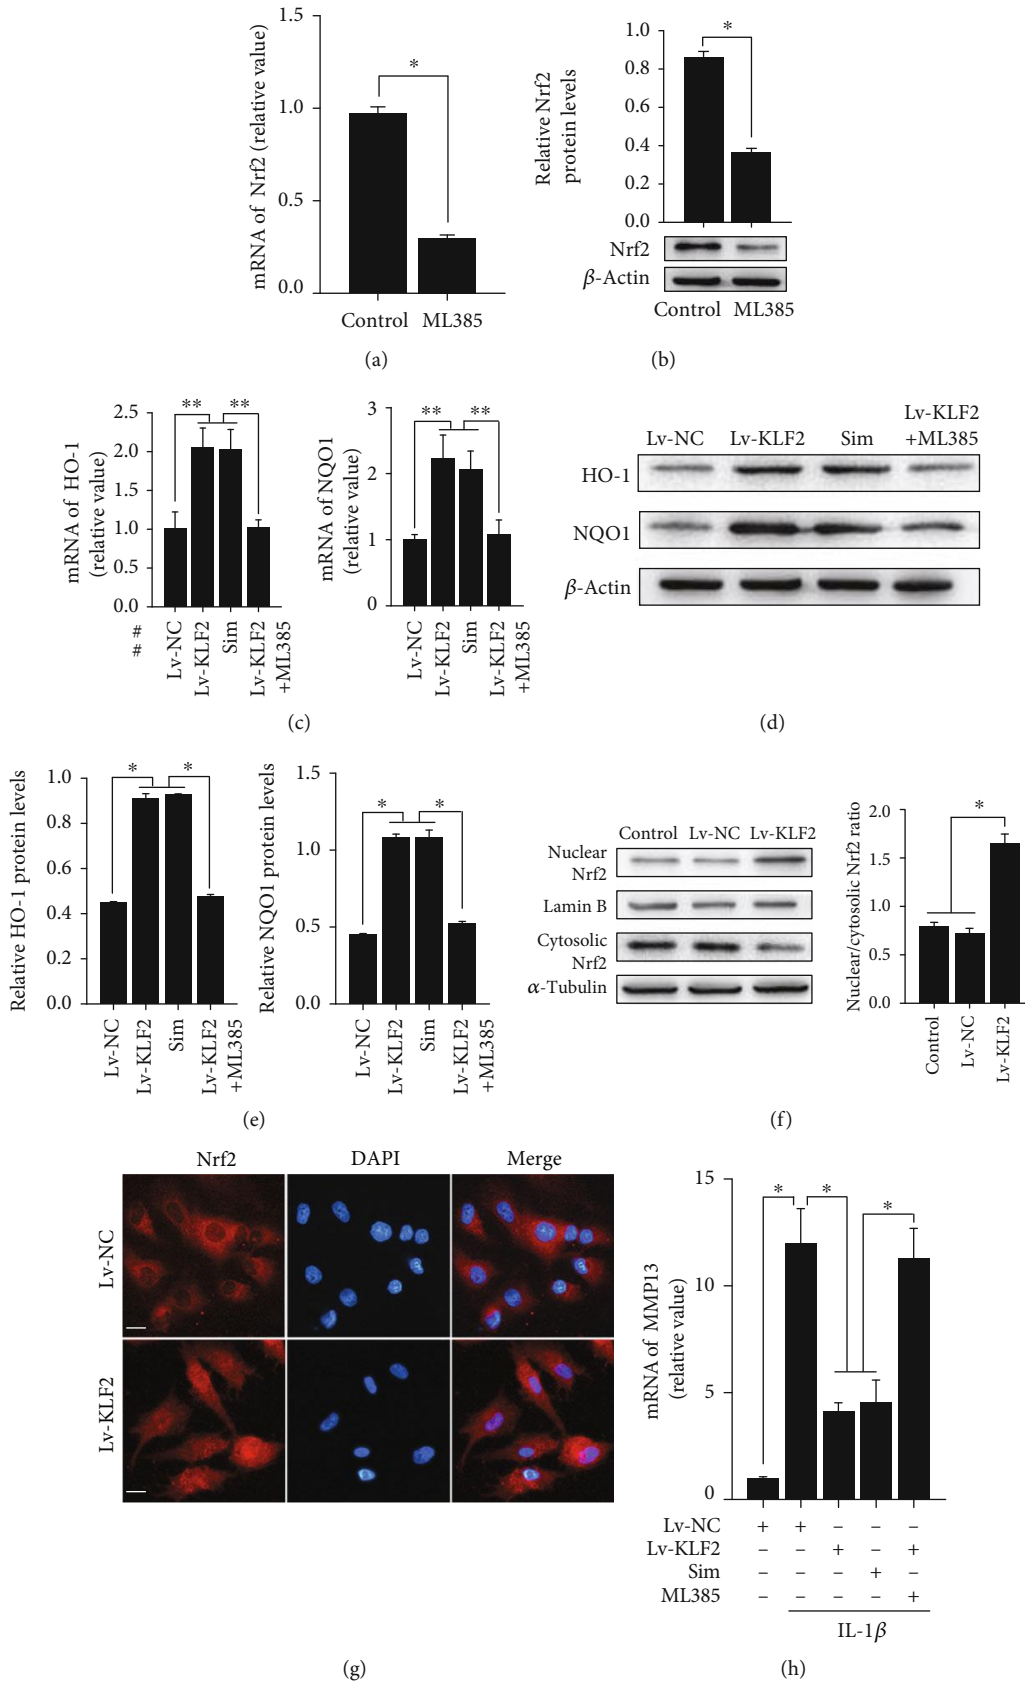 mRNA of Nrf2 (relative value)
1.5
1.0
0.5
0.0
*
Control ML385
(a)
Relative Nrf2
protein levels
1.0
0.8
0.6
0.4
0.2
0.0
*
Nrf2
β-Actin
Control ML385
(b)
mRNA of HO-1
(relative value)
2.5
2.0
1.5
1.0
0.5
0.0
** **
#
#
Lv-NC
Lv-KLF2
Sim
Lv-KLF2
+ML385
mRNA of NQO1
(relative value)
3
2
1
0
** **
Lv-NC
Lv-KLF2
Sim
Lv-KLF2
+ML385
(c)
Lv-NC Lv-KLF2 Sim Lv-KLF2
+ML385
HO-1
NQO1
β-Actin
(d)
Relative HO-1 protein levels
1.0
0.8
0.6
0.4
0.2
0.0
* *
Lv-NC
Lv-KLF2
Sim
Lv-KLF2
+ML385
Relative NQO1 protein levels
1.5
1.0
0.5
0.0
* *
Lv-NC
Lv-KLF2
Sim
Lv-KLF2
+ML385
(e)
Control Lv-NC Lv-KLF2
Nuclear
Nrf2
Lamin B
Cytosolic
Nrf2
α-Tubulin
Nuclear/cytosolic Nrf2 ratio
2.0
1.5
1.0
0.5
0.0
*
Control
Lv-NC
Lv-KLF2
(f)
Nrf2 DAPI Merge
Lv-NC
Lv-KLF2
(g)
mRNA of MMP13
(relative value)
15
10
5
0
* * *
Lv-NC + + – – –
Lv-KLF2 – – + – +
Sim – – – + –
ML385 – – – – +
IL-1β
(h)